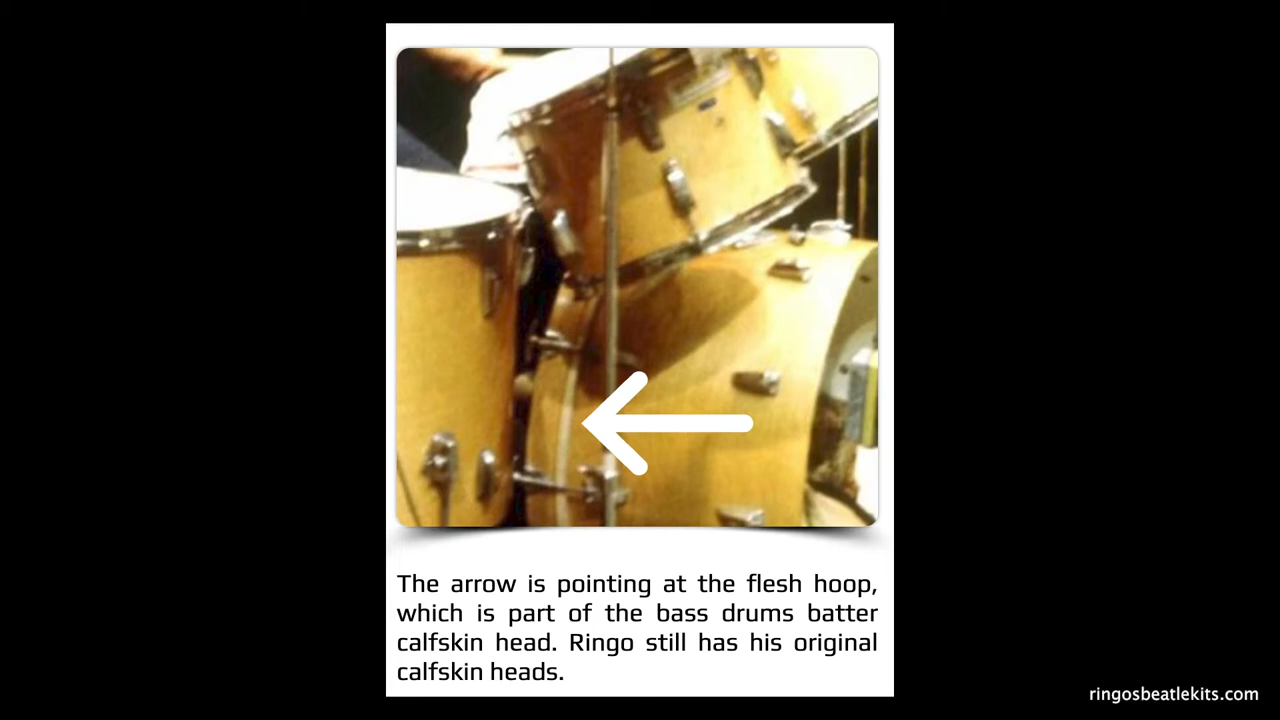 The arrow is pointing at the flesh hoop,
which is part of the bass drums batter
calfskin head. Ringo still has his original
calfskin heads.
ringosbeatlekits.com